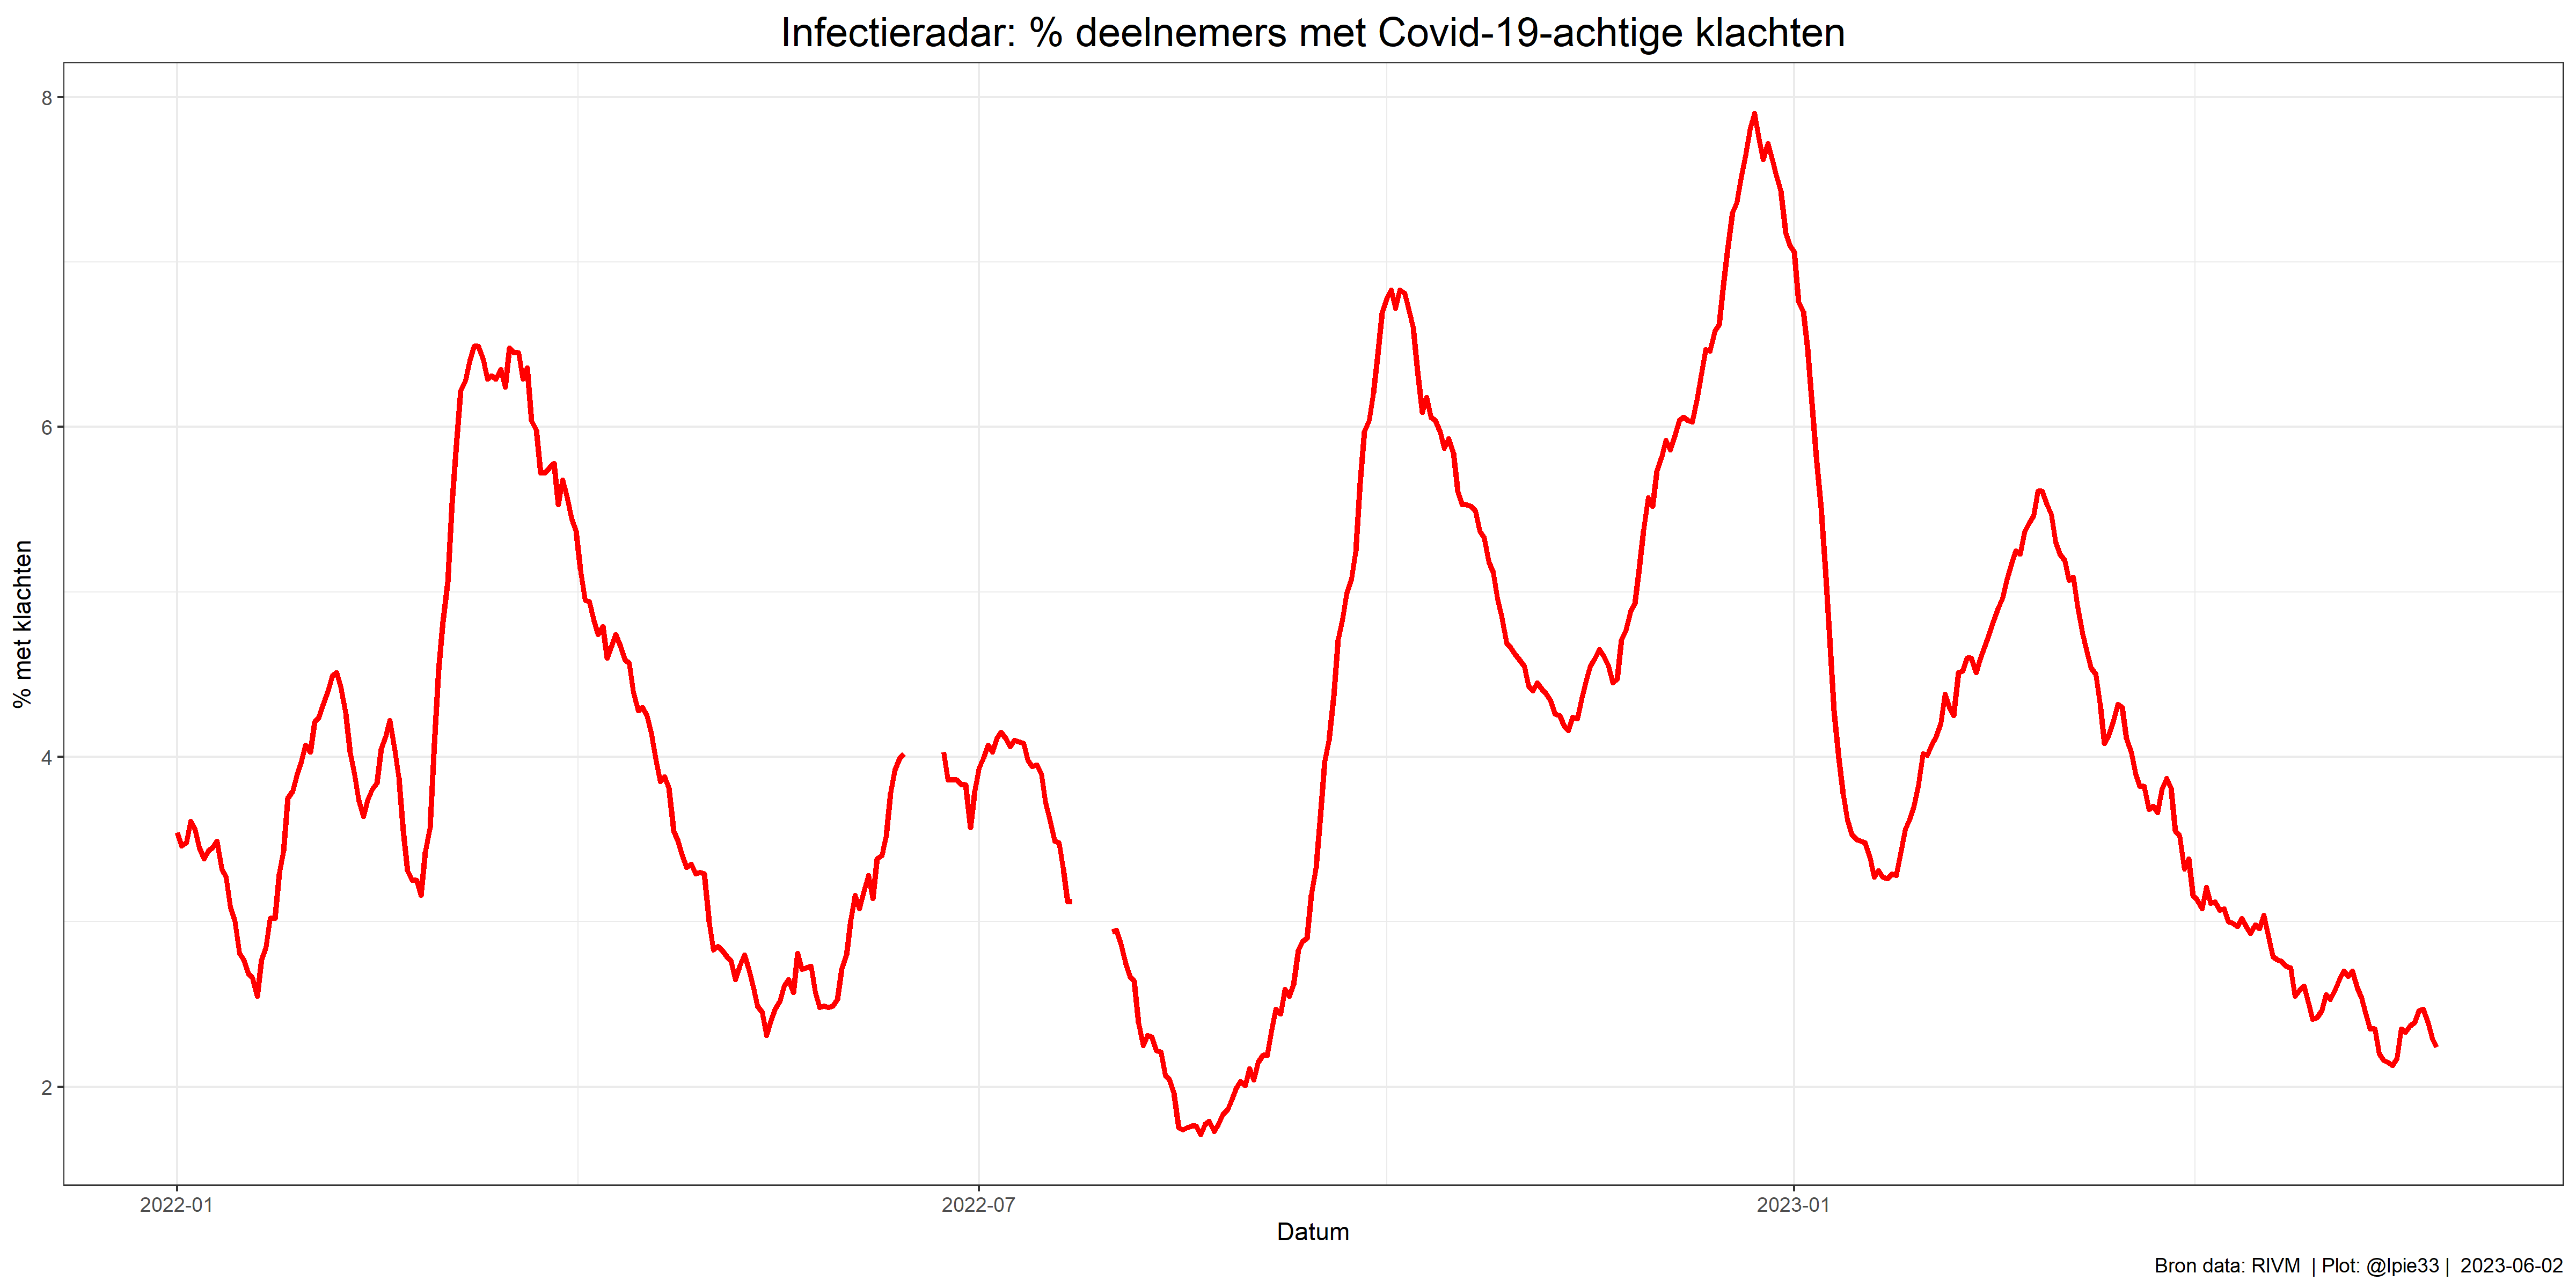 Infectieradar: % deelnemers met Covid-19-achtige klachten
8
6
4
2
% met klachten
2022-01
2022-07
2023-01
Datum
Bron data: RIVM | Plot: @lpie33 | 2023-06-02